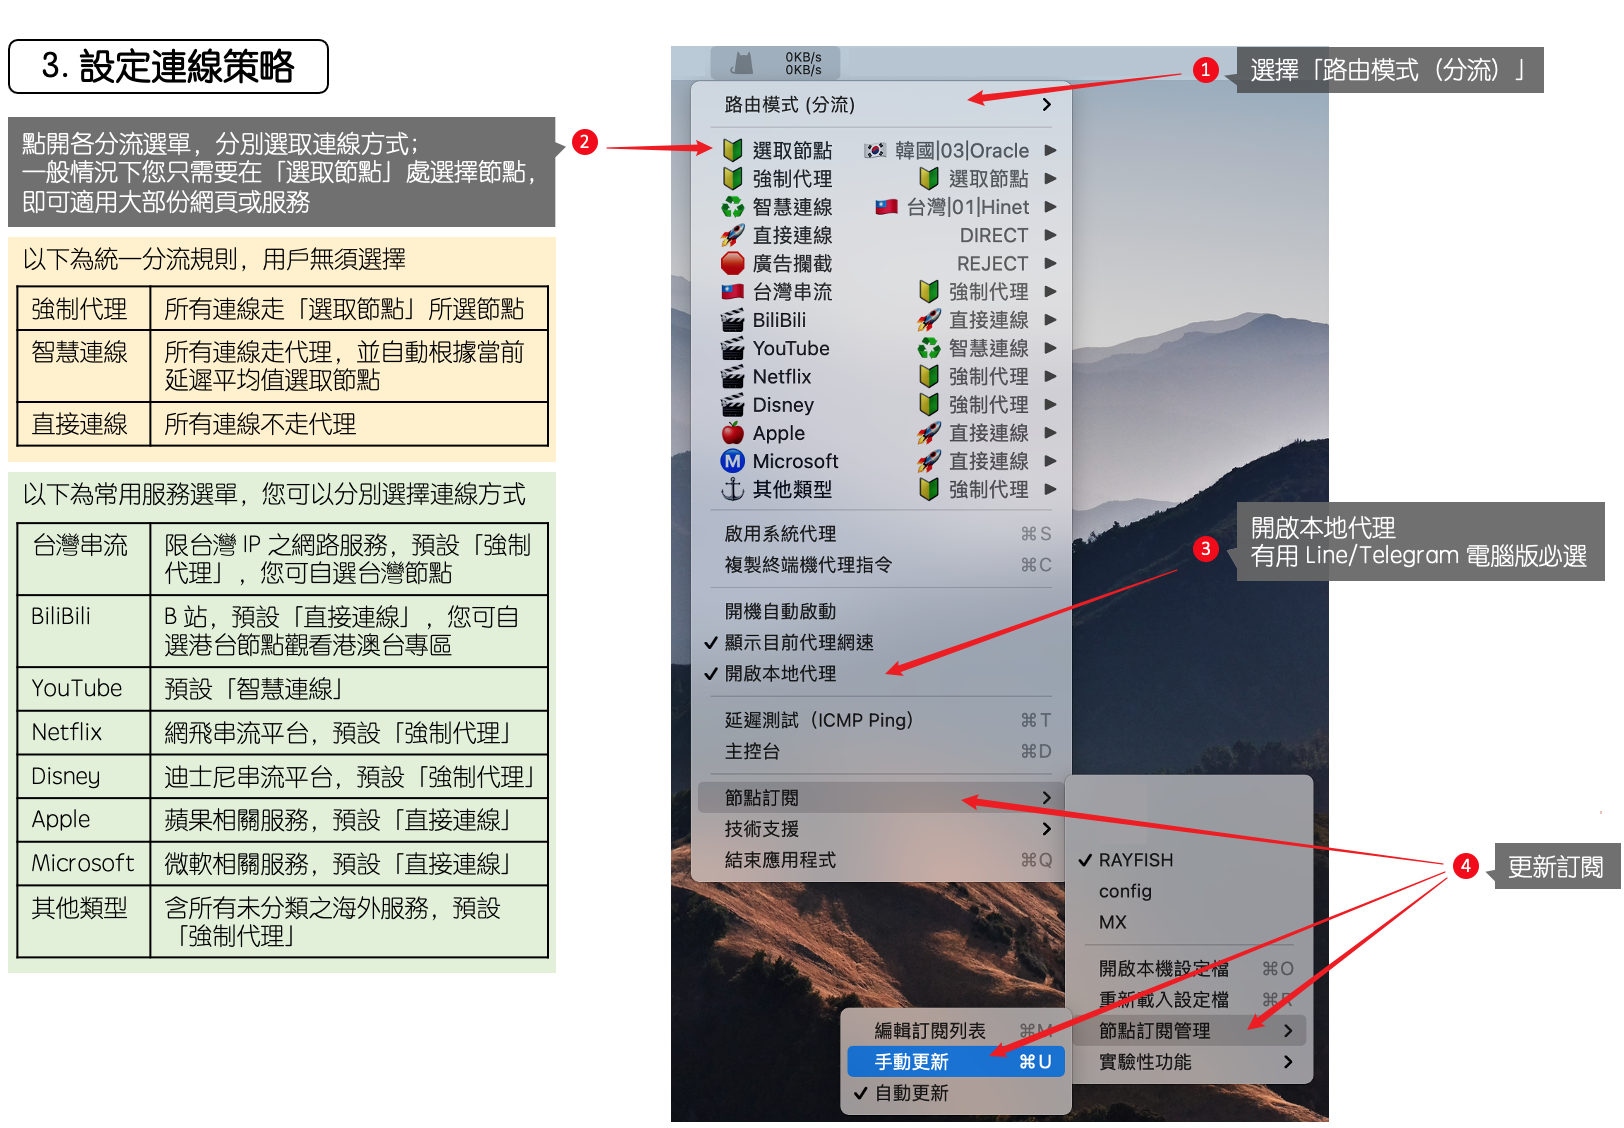 3. 設定連線策略
點開各分流選單，分別選取連線方式；
一般情況下您只需要在「選取節點」處選擇節點，
即可適用大部份網頁或服務
2
以下為統一分流規則，用戶無須選擇
強制代理 所有連線走「選取節點」所選節點
智慧連線 所有連線走代理，並自動根據當前
延遲平均值選取節點
直接連線 所有連線不走代理
以下為常用服務選單，您可以分別選擇連線方式
台灣串流 限台灣 IP 之網路服務，預設「強制
代理」，您可自選台灣節點
BiliBili B 站，預設「直接連線」，您可自
選港台節點觀看港澳台專區
YouTube 預設「智慧連線」
Netflix 網飛串流平台，預設「強制代理」
Disney 迪士尼串流平台，預設「強制代理」
Apple 蘋果相關服務，預設「直接連線」
Microsoft 微軟相關服務，預設「直接連線」
其他類型 含所有未分類之海外服務，預設
「強制代理」
0KB/s
0KB/s
路由模式 (分流)
選取節點 韓國|03|Oracle
強制代理 選取節點
智慧連線 台灣|01|Hinet
直接連線 DIRECT
廣告攔截 REJECT
台灣串流 強制代理
BiliBili 直接連線
YouTube 智慧連線
Netflix 強制代理
Disney 強制代理
Apple 直接連線
M Microsoft 直接連線
其他類型 強制代理
啟用系統代理 ⌘S
複製終端機代理指令 ⌘C
開機自動啟動
✓ 顯示目前代理網速
✓ 開啟本地代理
延遲測試（ICMP Ping） ⌘T
主控台 ⌘D
節點訂閱
技術支援
結束應用程式 ⌘Q
✓ RAYFISH
config
MX
開啟本機設定檔 ⌘O
重新載入設定檔 ⌘R
節點訂閱管理
實驗性功能
編輯訂閱列表 ⌘M
手動更新 ⌘U
✓ 自動更新
1 選擇「路由模式（分流）」
3 開啟本地代理
有用 Line/Telegram 電腦版必選
4 更新訂閱